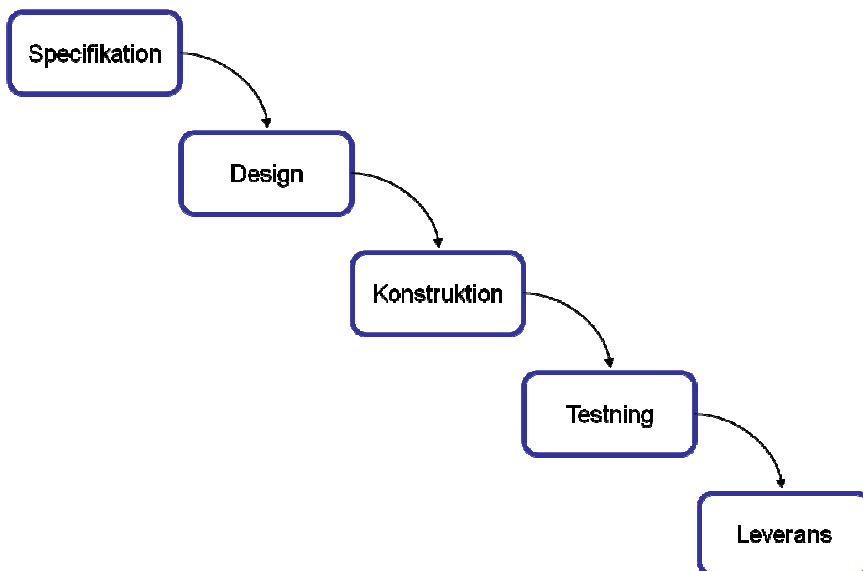 Specifikation
Design
Konstruktion
Testning
Leverans